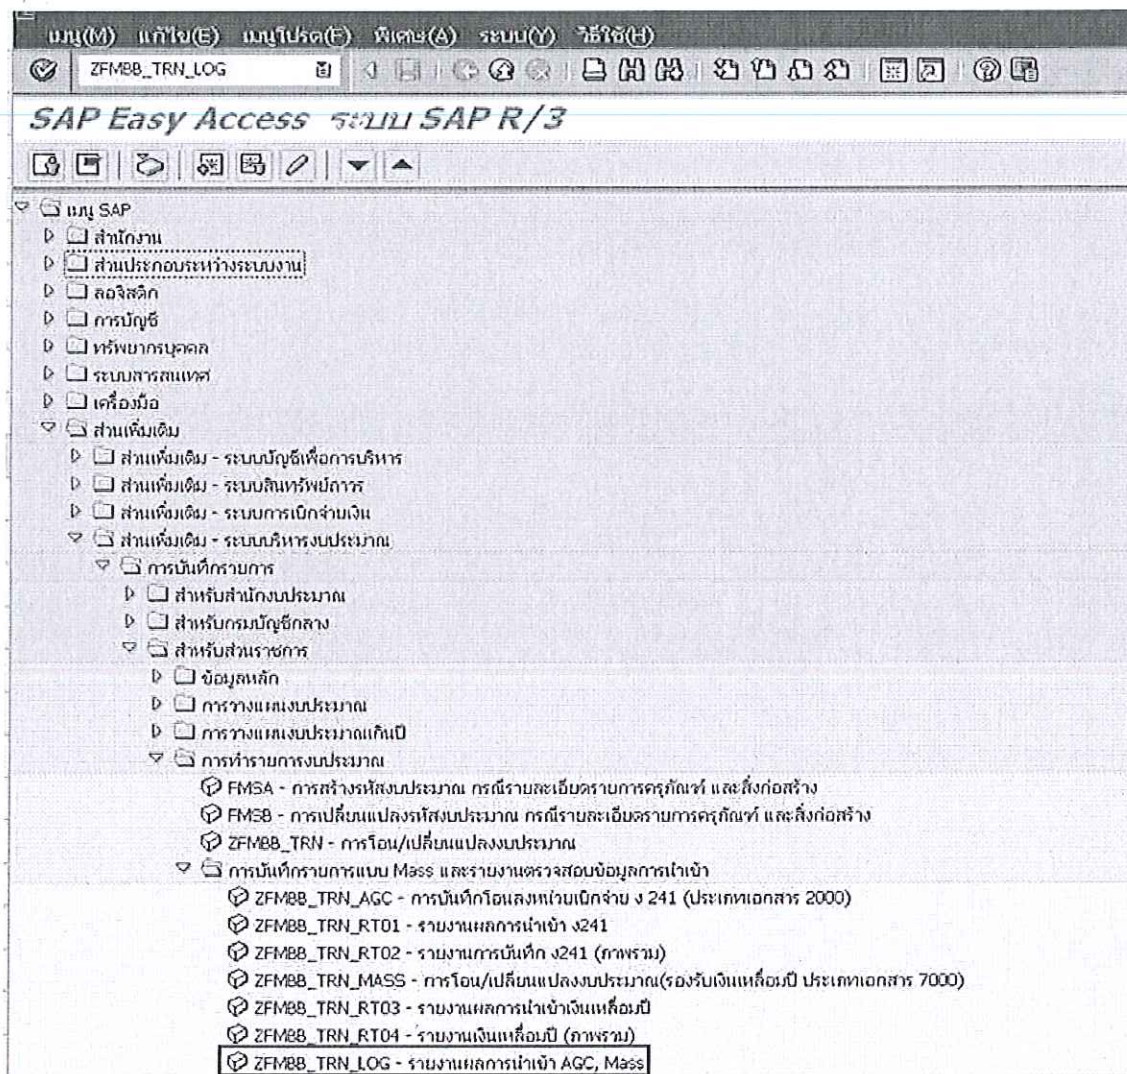 เมนู(M) แก้ไข(E) เมนูโปรด(F) พิเศษ(A) ระบบ(Y) วิธีใช้(H)
ZFMBB_TRN_LOG
SAP Easy Access ระบบ SAP R/3
เมนู SAP
สำนักงาน
ส่วนประกอบระหว่างระบบงาน
ลอจิสติก
การบัญชี
ทรัพยากรบุคคล
ระบบสารสนเทศ
เครื่องมือ
ส่วนเพิ่มเติม
ส่วนเพิ่มเติม - ระบบบัญชีเพื่อการบริหาร
ส่วนเพิ่มเติม - ระบบสินทรัพย์ถาวร
ส่วนเพิ่มเติม - ระบบการเบิกจ่ายเงิน
ส่วนเพิ่มเติม - ระบบบริหารงบประมาณ
การบันทึกรายการ
สำหรับสำนักงบประมาณ
สำหรับกรมบัญชีกลาง
สำหรับส่วนราชการ
ข้อมูลหลัก
การวางแผนงบประมาณ
การวางแผนงบประมาณเกินปี
การทำรายการงบประมาณ
FMSA - การสร้างรหัสงบประมาณ กรณีรายละเอียดรายการครุภัณฑ์ และสิ่งก่อสร้าง
FMSB - การเปลี่ยนแปลงรหัสงบประมาณ กรณีรายละเอียดรายการครุภัณฑ์ และสิ่งก่อสร้าง
ZFMBB_TRN - การโอน/เปลี่ยนแปลงงบประมาณ
การบันทึกรายการแบบ Mass และรายงานตรวจสอบข้อมูลการนำเข้า
ZFMBB_TRN_AGC - การบันทึกโอนลงหน่วยเบิกจ่าย ง 241 (ประเภทเอกสาร 2000)
ZFMBB_TRN_RT01 - รายงานผลการนำเข้า ง241
ZFMBB_TRN_RT02 - รายงานการบันทึก ง241 (ภาพรวม)
ZFMBB_TRN_MASS - การโอน/เปลี่ยนแปลงงบประมาณ(รองรับเงินเหลื่อมปี ประเภทเอกสาร 7000)
ZFMBB_TRN_RT03 - รายงานผลการนำเข้าเงินเหลื่อมปี
ZFMBB_TRN_RT04 - รายงานเงินเหลื่อมปี (ภาพรวม)
ZFMBB_TRN_LOG - รายงานผลการนำเข้า AGC, Mass